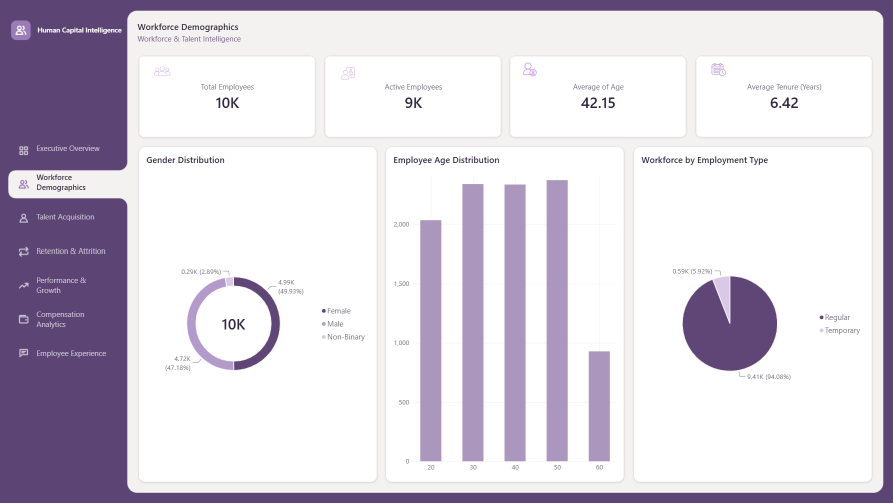 Human Capital Intelligence
Executive Overview
Workforce
Demographics
Talent Acquisition
Retention & Attrition
Performance &
Growth
Compensation
Analytics
Employee Experience
Workforce Demographics
Workforce & Talent Intelligence
Total Employees
10K
Active Employees
9K
Average of Age
42.15
Average Tenure (Years)
6.42
Gender Distribution
0.29K (2.89%)
4.99K
(49.93%)
10K
4.72K
(47.18%)
Female
Male
Non-Binary
Employee Age Distribution
2,000
1,500
1,000
500
0
20 30 40 50 60
Workforce by Employment Type
0.59K (5.92%)
9.41K (94.08%)
Regular
Temporary